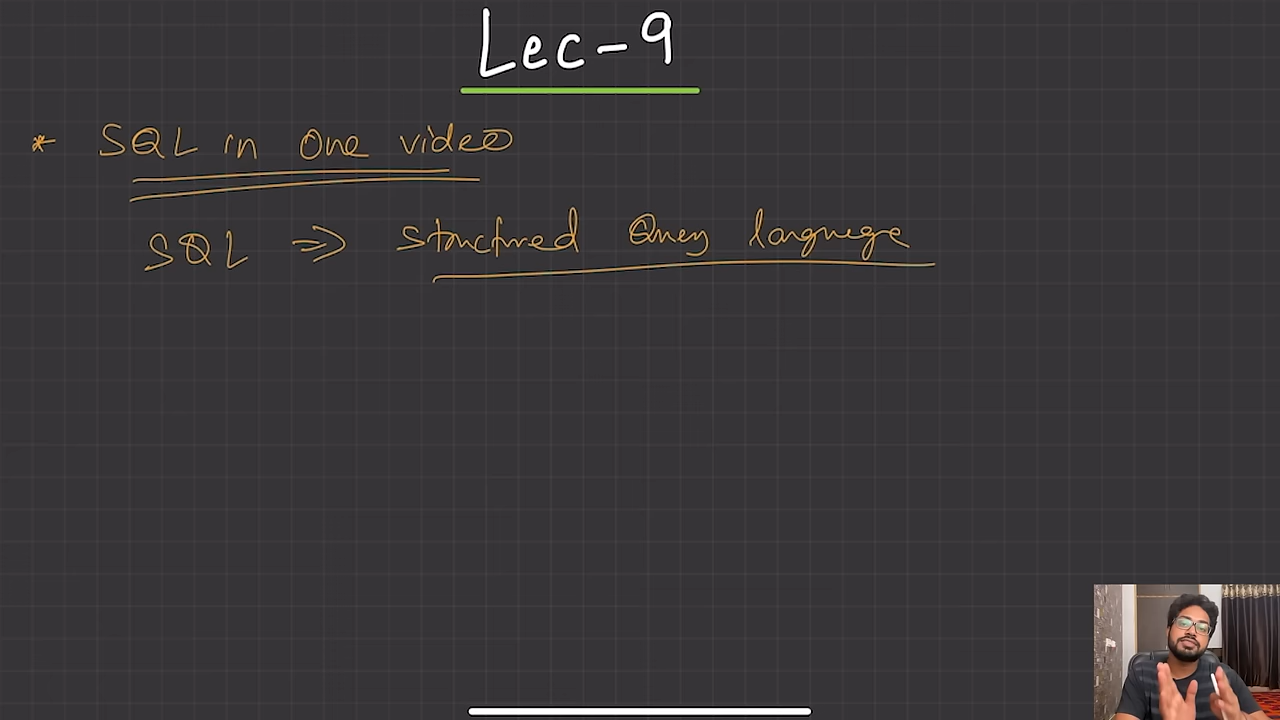 Lec-9
* SQL in One video
SQL => Structured Query language